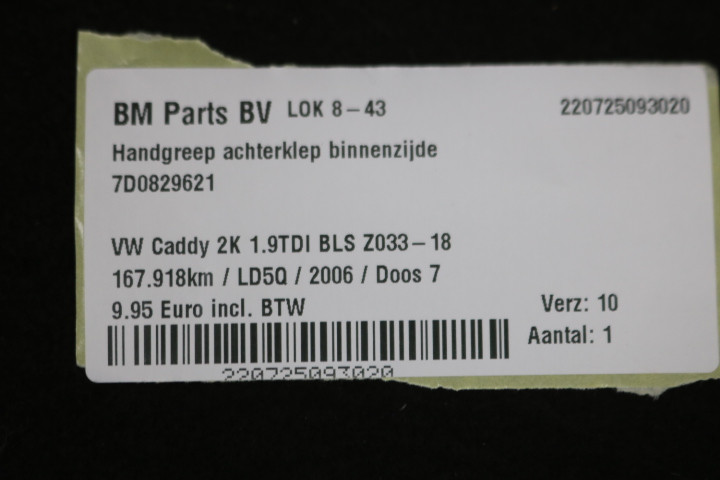 BM Parts BV LOK 8-43 220725093020
Handgreep achterklep binnenzijde
7D0829621
VW Caddy 2K 1.9TDI BLS Z033-18
167.918km / LD5Q / 2006 / Doos 7
9.95 Euro incl. BTW Verz: 10
Aantal: 1
220725093020